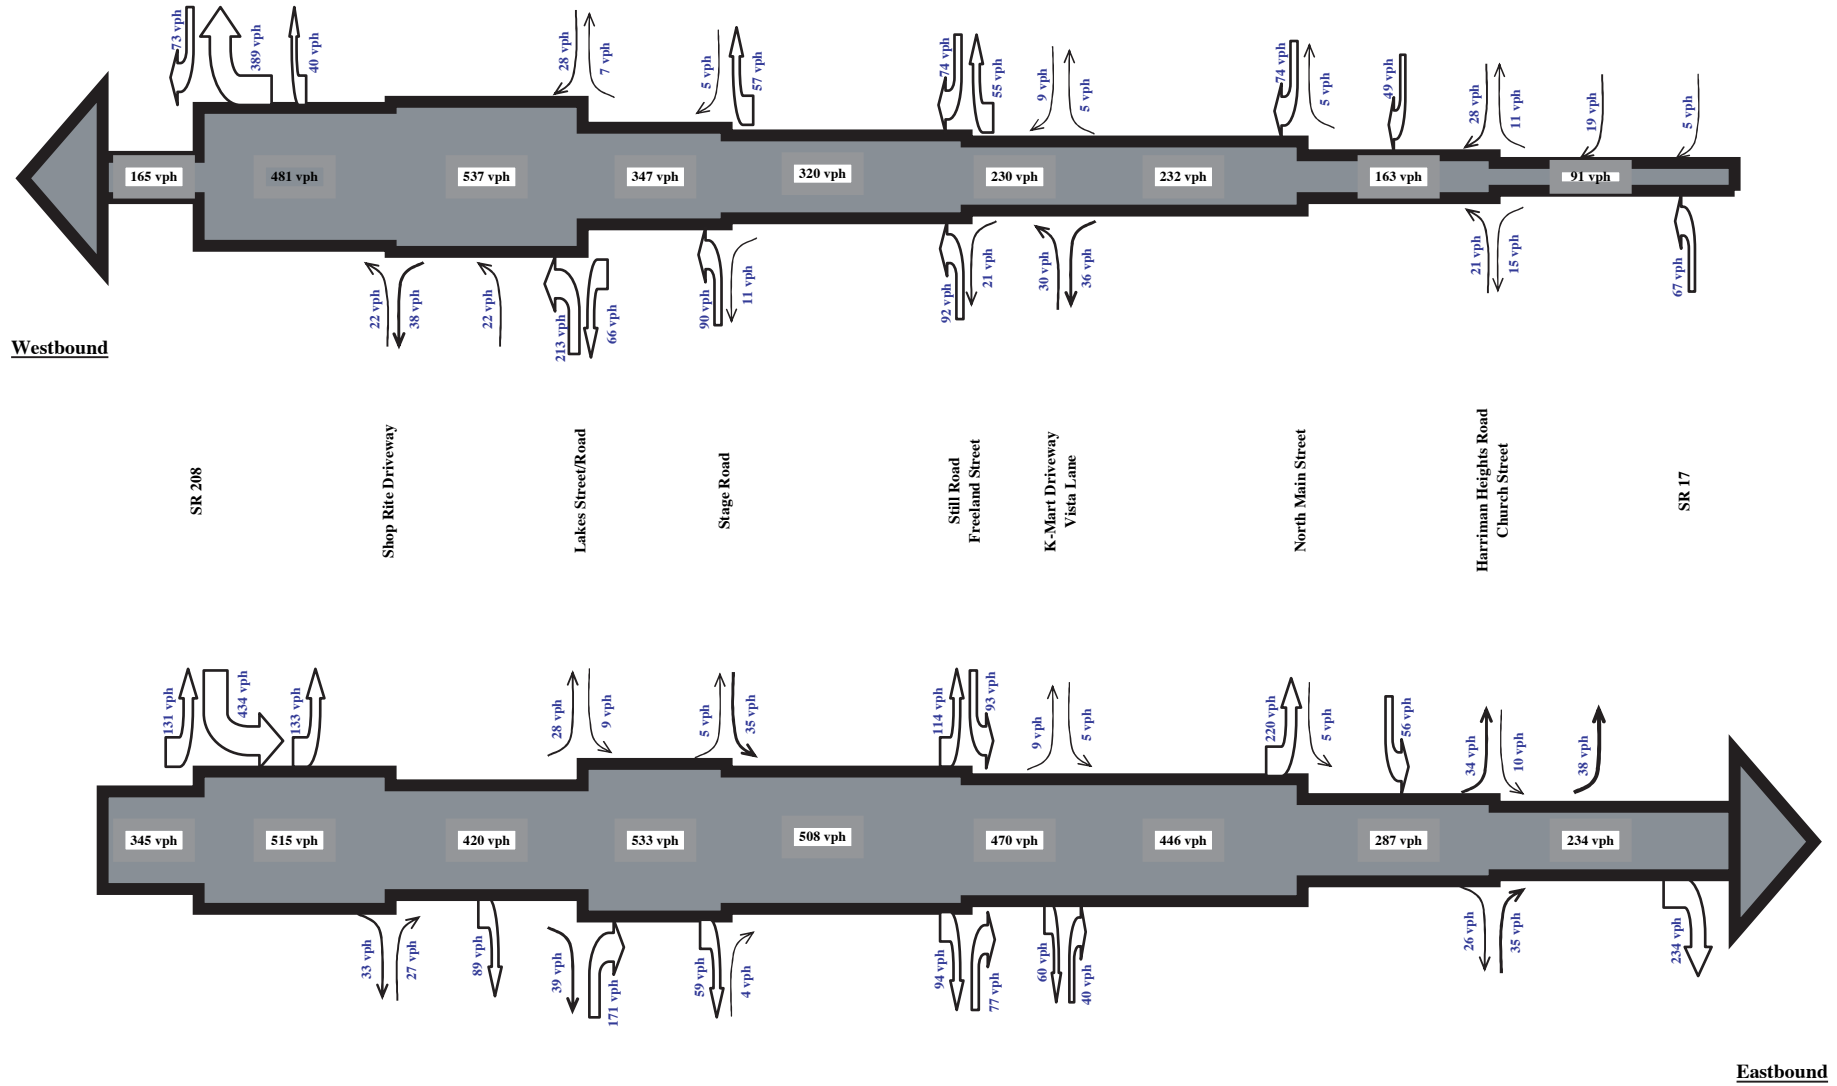 73 vph
389 vph
40 vph
28 vph
7 vph
5 vph
57 vph
74 vph
55 vph
9 vph
5 vph
74 vph
5 vph
49 vph
28 vph
11 vph
19 vph
5 vph
165 vph
481 vph
537 vph
347 vph
320 vph
230 vph
232 vph
163 vph
91 vph
22 vph
38 vph
22 vph
213 vph
66 vph
90 vph
11 vph
92 vph
21 vph
30 vph
36 vph
21 vph
15 vph
67 vph
Westbound
SR 208
Shop Rite Driveway
Lakes Street/Road
Stage Road
Still Road
Freeland Street
K-Mart Driveway
Vista Lane
North Main Street
Harriman Heights Road
Church Street
SR 17
131 vph
434 vph
133 vph
28 vph
9 vph
5 vph
35 vph
114 vph
93 vph
9 vph
5 vph
220 vph
5 vph
56 vph
34 vph
10 vph
38 vph
345 vph
515 vph
420 vph
533 vph
508 vph
470 vph
446 vph
287 vph
234 vph
33 vph
27 vph
89 vph
39 vph
171 vph
59 vph
4 vph
94 vph
77 vph
60 vph
40 vph
26 vph
35 vph
234 vph
Eastbound